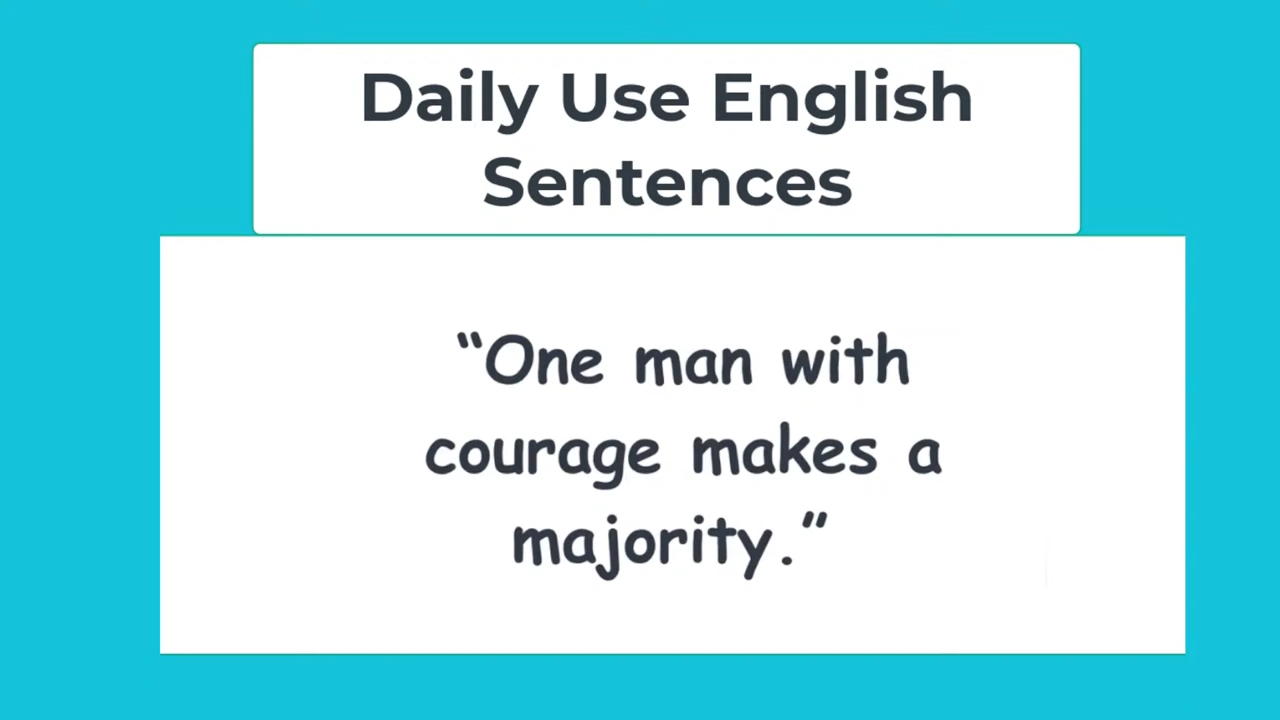 Daily Use English
Sentences
“One man with
courage makes a
majority.”